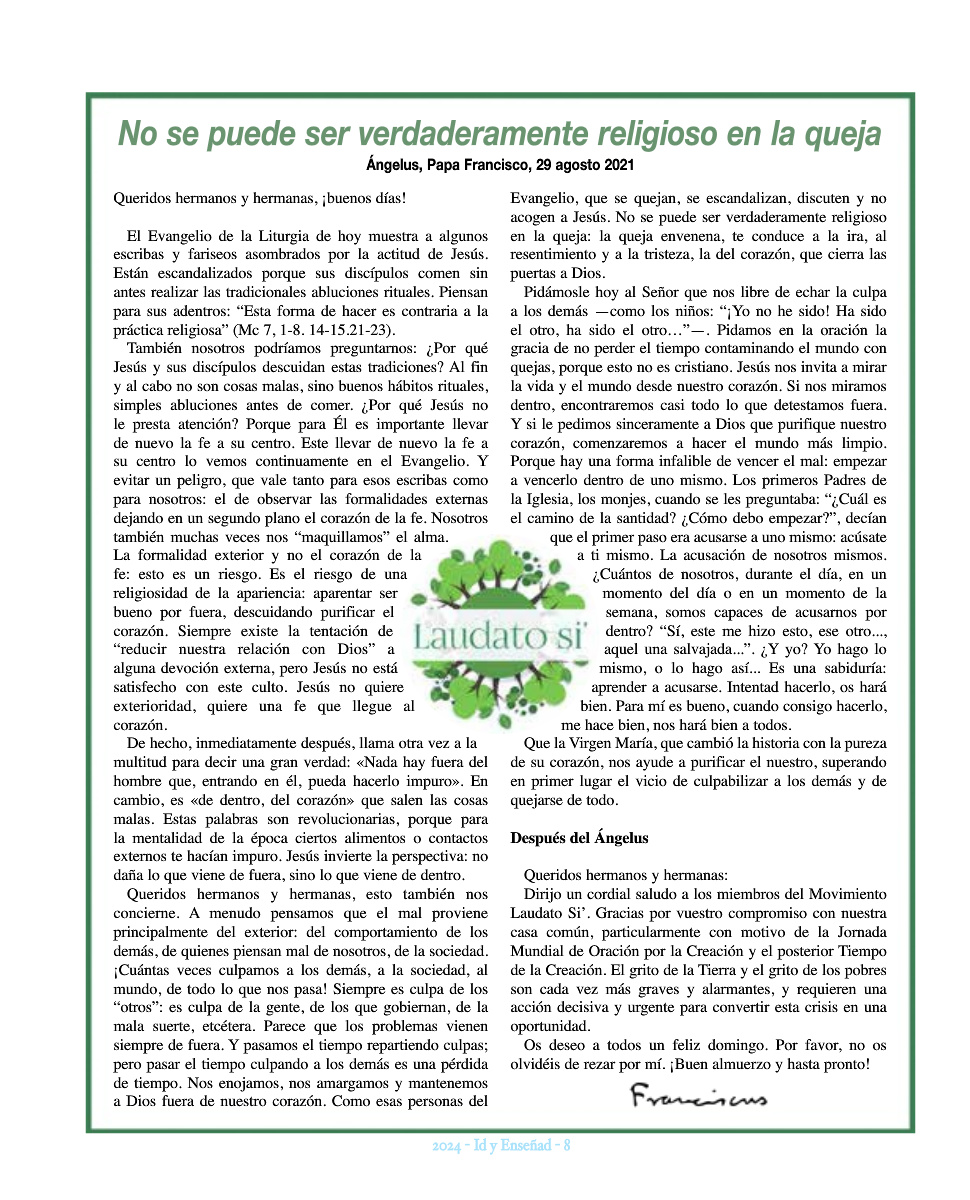 No se puede ser verdaderamente religioso en la queja
Ángelus, Papa Francisco, 29 agosto 2021
Queridos hermanos y hermanas, ¡buenos días!
El Evangelio de la Liturgia de hoy muestra a algunos
escribas y fariseos asombrados por la actitud de Jesús.
Están escandalizados porque sus discípulos comen sin
antes realizar las tradicionales abluciones rituales. Piensan
para sus adentros: “Esta forma de hacer es contraria a la
práctica religiosa” (Mc 7, 1-8. 14-15.21-23).
También nosotros podríamos preguntarnos: ¿Por qué
Jesús y sus discípulos descuidan estas tradiciones? Al fin
y al cabo no son cosas malas, sino buenos hábitos rituales,
simples abluciones antes de comer. ¿Por qué Jesús no
le presta atención? Porque para Él es importante llevar
de nuevo la fe a su centro. Este llevar de nuevo la fe a
su centro lo vemos continuamente en el Evangelio. Y
evitar un peligro, que vale tanto para esos escribas como
para nosotros: el de observar las formalidades externas
dejando en un segundo plano el corazón de la fe. Nosotros
también muchas veces nos “maquillamos” el alma.
La formalidad exterior y no el corazón de la
fe: esto es un riesgo. Es el riesgo de una
religiosidad de la apariencia: aparentar ser
bueno por fuera, descuidando purificar el
corazón. Siempre existe la tentación de
“reducir nuestra relación con Dios” a
alguna devoción externa, pero Jesús no está
satisfecho con este culto. Jesús no quiere
exterioridad, quiere una fe que llegue al
corazón.
De hecho, inmediatamente después, llama otra vez a la
multitud para decir una gran verdad: «Nada hay fuera del
hombre que, entrando en él, pueda hacerlo impuro». En
cambio, es «de dentro, del corazón» que salen las cosas
malas. Estas palabras son revolucionarias, porque para
la mentalidad de la época ciertos alimentos o contactos
externos te hacían impuro. Jesús invierte la perspectiva: no
daña lo que viene de fuera, sino lo que viene de dentro.
Queridos hermanos y hermanas, esto también nos
concierne. A menudo pensamos que el mal proviene
principalmente del exterior: del comportamiento de los
demás, de quienes piensan mal de nosotros, de la sociedad.
¡Cuántas veces culpamos a los demás, a la sociedad, al
mundo, de todo lo que nos pasa! Siempre es culpa de los
“otros”: es culpa de la gente, de los que gobiernan, de la
mala suerte, etcétera. Parece que los problemas vienen
siempre de fuera. Y pasamos el tiempo repartiendo culpas;
pero pasar el tiempo culpando a los demás es una pérdida
de tiempo. Nos enojamos, nos amargamos y mantenemos
a Dios fuera de nuestro corazón. Como esas personas del
Evangelio, que se quejan, se escandalizan, discuten y no
acogen a Jesús. No se puede ser verdaderamente religioso
en la queja: la queja envenena, te conduce a la ira, al
resentimiento y a la tristeza, la del corazón, que cierra las
puertas a Dios.
Pidámosle hoy al Señor que nos libre de echar la culpa
a los demás —como los niños: “¡Yo no he sido! Ha sido
el otro, ha sido el otro…”—. Pidamos en la oración la
gracia de no perder el tiempo contaminando el mundo con
quejas, porque esto no es cristiano. Jesús nos invita a mirar
la vida y el mundo desde nuestro corazón. Si nos miramos
dentro, encontraremos casi todo lo que detestamos fuera.
Y si le pedimos sinceramente a Dios que purifique nuestro
corazón, comenzaremos a hacer el mundo más limpio.
Porque hay una forma infalible de vencer el mal: empezar
a vencerlo dentro de uno mismo. Los primeros Padres de
la Iglesia, los monjes, cuando se les preguntaba: “¿Cuál es
el camino de la santidad? ¿Cómo debo empezar?”, decían
que el primer paso era acusarse a uno mismo: acúsate
a ti mismo. La acusación de nosotros mismos.
¿Cuántos de nosotros, durante el día, en un
momento del día o en un momento de la
semana, somos capaces de acusarnos por
dentro? “Sí, este me hizo esto, ese otro...,
aquel una salvajada...”. ¿Y yo? Yo hago lo
mismo, o lo hago así... Es una sabiduría:
aprender a acusarse. Intentad hacerlo, os hará
bien. Para mí es bueno, cuando consigo hacerlo,
me hace bien, nos hará bien a todos.
Que la Virgen María, que cambió la historia con la pureza
de su corazón, nos ayude a purificar el nuestro, superando
en primer lugar el vicio de culpabilizar a los demás y de
quejarse de todo.
Después del Ángelus
Queridos hermanos y hermanas:
Dirijo un cordial saludo a los miembros del Movimiento
Laudato Si’. Gracias por vuestro compromiso con nuestra
casa común, particularmente con motivo de la Jornada
Mundial de Oración por la Creación y el posterior Tiempo
de la Creación. El grito de la Tierra y el grito de los pobres
son cada vez más graves y alarmantes, y requieren una
acción decisiva y urgente para convertir esta crisis en una
oportunidad.
Os deseo a todos un feliz domingo. Por favor, no os
olvidéis de rezar por mí. ¡Buen almuerzo y hasta pronto!
Franciscus
Laudato si’
2024 - Id y Enseñad - 8